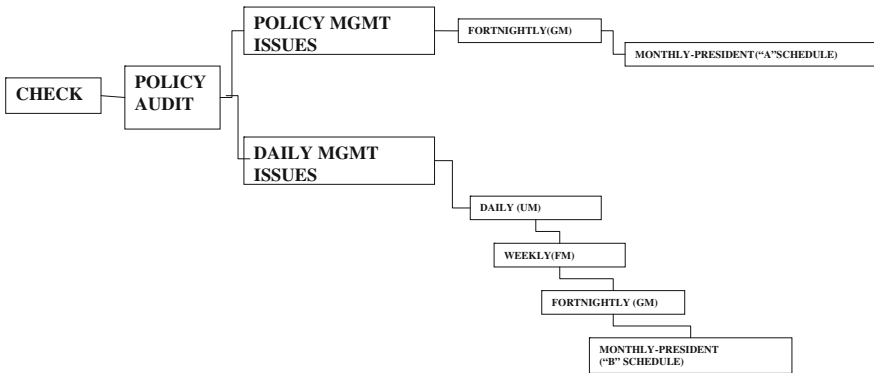 CHECK
POLICY
AUDIT
POLICY MGMT
ISSUES
FORTNIGHTLY(GM)
MONTHLY-PRESIDENT("A"SCHEDULE)
DAILY MGMT
ISSUES
DAILY (UM)
WEEKLY(FM)
FORTNIGHTLY (GM)
MONTHLY-PRESIDENT
("B" SCHEDULE)